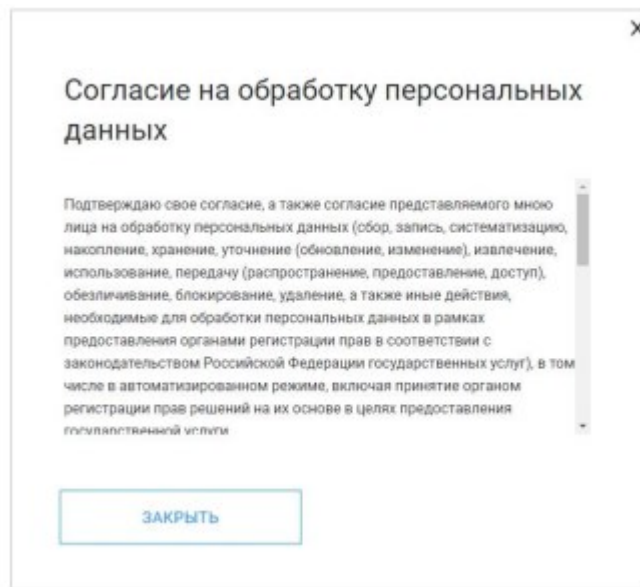 Согласие на обработку персональных
данных
Подтверждаю свое согласие, а также согласие представляемого мною
лица на обработку персональных данных (сбор, запись, систематизацию,
накопление, хранение, уточнение (обновление, изменение), извлечение,
использование, передачу (распространение, предоставление, доступ),
обезличивание, блокирование, удаление, а также иные действия,
необходимые для обработки персональных данных в рамках
предоставления органами регистрации прав в соответствии с
законодательством Российской Федерации государственных услуг), в том
числе в автоматизированном режиме, включая принятие органом
регистрации прав решений на их основе в целях предоставления
государственной услуги
ЗАКРЫТЬ